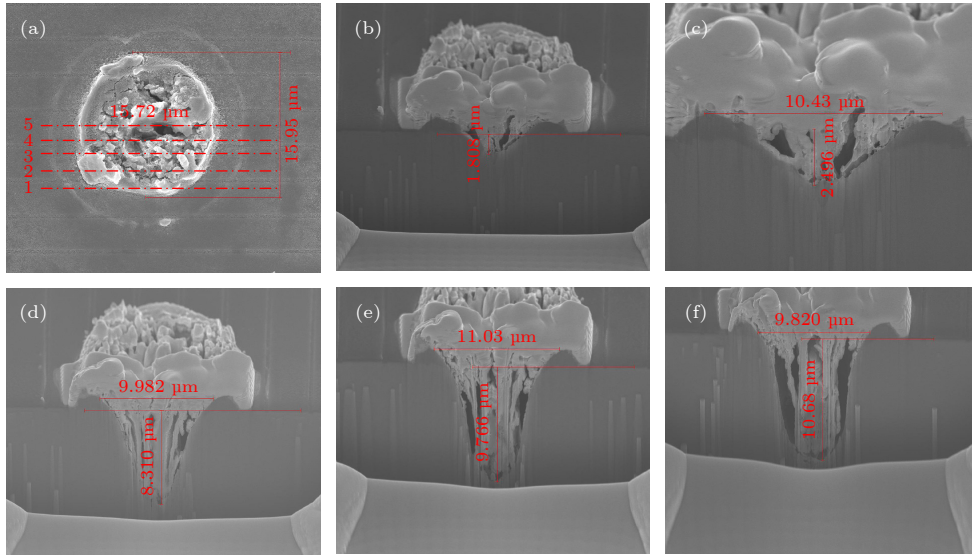 (a)
15.72 µm
15.95 µm
5
4
3
2
1
(b)
1.808 µm
(c)
10.43 µm
2.496 µm
(d)
9.982 µm
8.310 µm
(e)
11.03 µm
9.766 µm
(f)
9.820 µm
10.68 µm